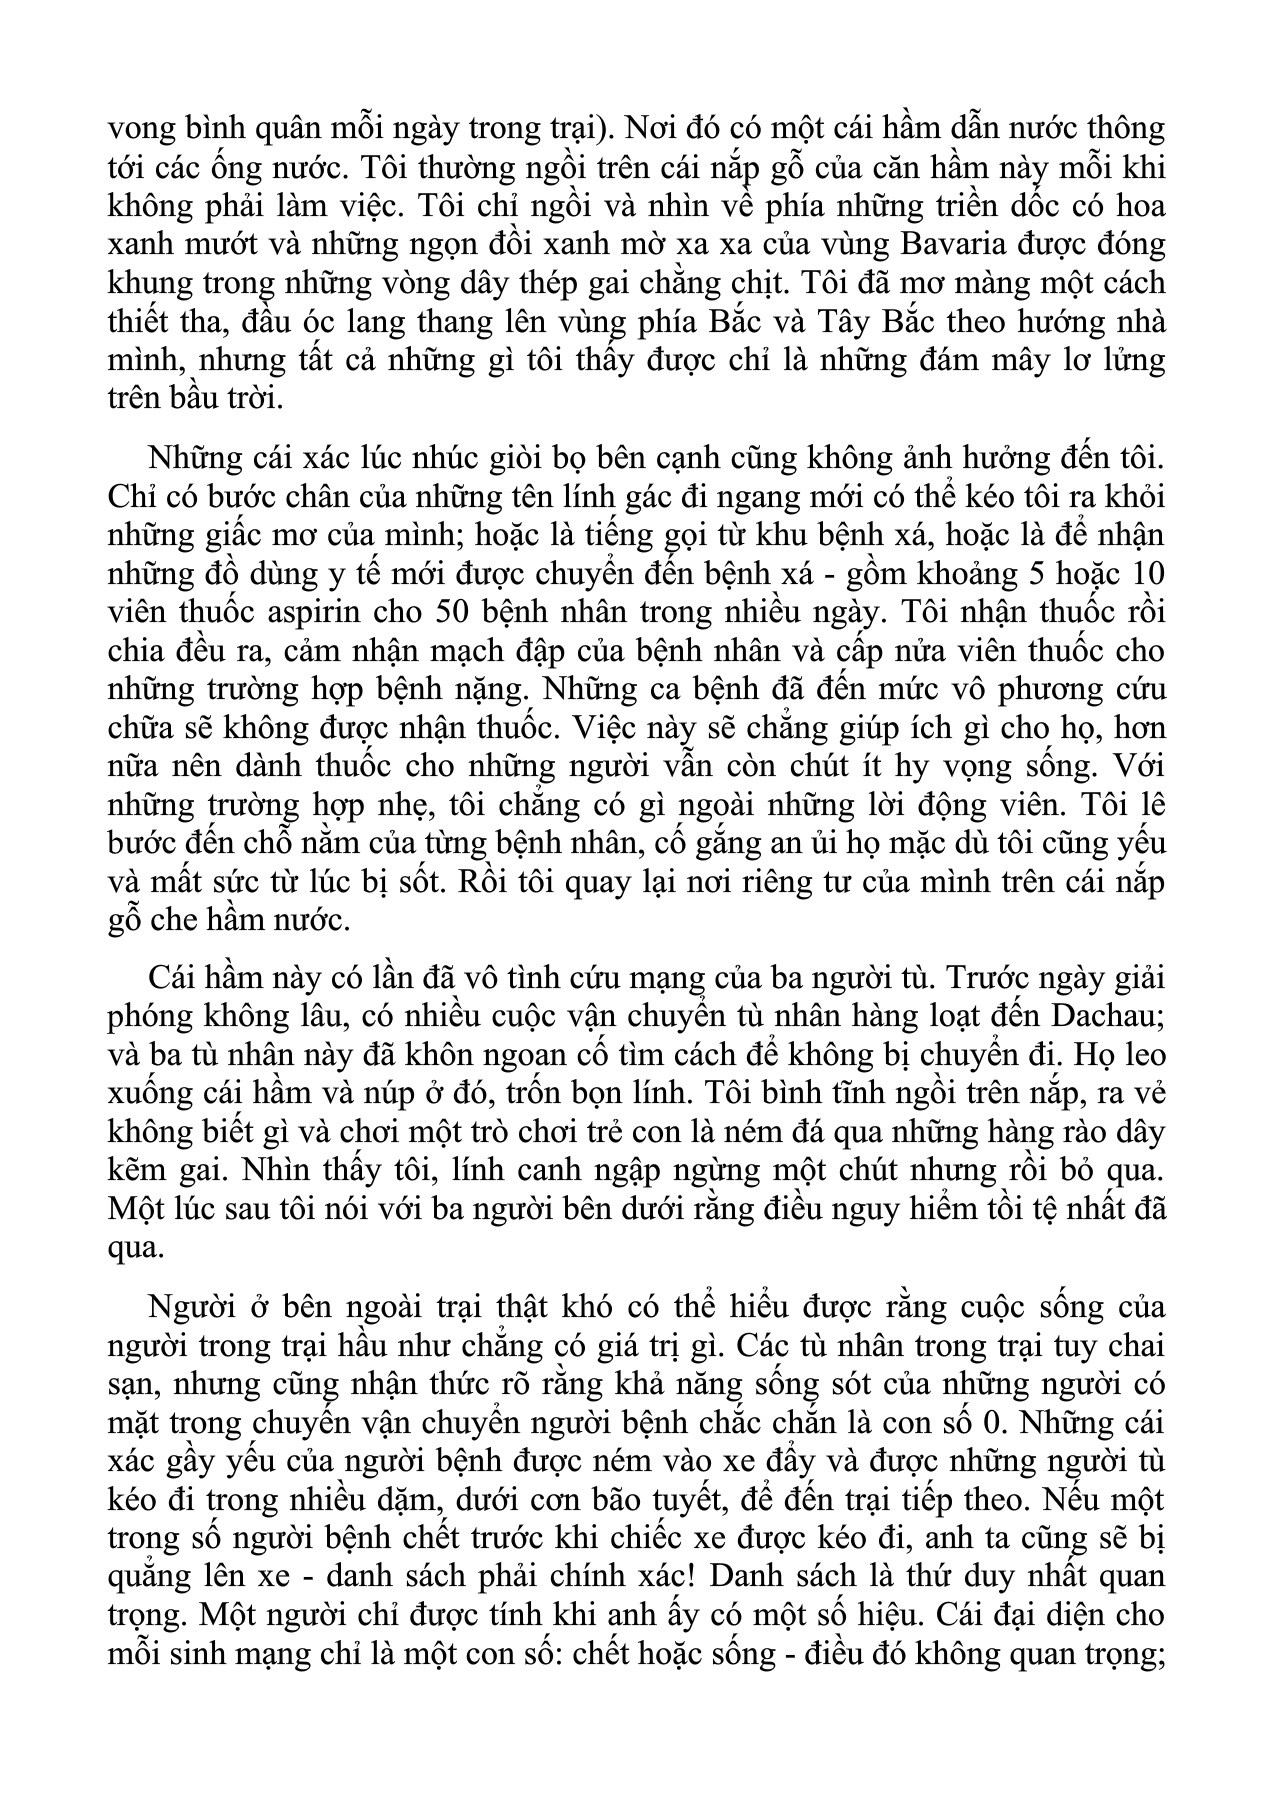 vong bình quân mỗi ngày trong trại). Nơi đó có một cái hầm dẫn nước thông
tới các ống nước. Tôi thường ngồi trên cái nắp gỗ của căn hầm này mỗi khi
không phải làm việc. Tôi chỉ ngồi và nhìn về phía những triền dốc có hoa
xanh mướt và những ngọn đồi xanh mờ xa xa của vùng Bavaria được đóng
khung trong những vòng dây thép gai chằng chịt. Tôi đã mơ màng một cách
thiết tha, đầu óc lang thang lên vùng phía Bắc và Tây Bắc theo hướng nhà
mình, nhưng tất cả những gì tôi thấy được chỉ là những đám mây lơ lửng
trên bầu trời.
Những cái xác lúc nhúc giòi bọ bên cạnh cũng không ảnh hưởng đến tôi.
Chỉ có bước chân của những tên lính gác đi ngang mới có thể kéo tôi ra khỏi
những giấc mơ của mình; hoặc là tiếng gọi từ khu bệnh xá, hoặc là để nhận
những đồ dùng y tế mới được chuyển đến bệnh xá - gồm khoảng 5 hoặc 10
viên thuốc aspirin cho 50 bệnh nhân trong nhiều ngày. Tôi nhận thuốc rồi
chia đều ra, cảm nhận mạch đập của bệnh nhân và cấp nửa viên thuốc cho
những trường hợp bệnh nặng. Những ca bệnh đã đến mức vô phương cứu
chữa sẽ không được nhận thuốc. Việc này sẽ chẳng giúp ích gì cho họ, hơn
nữa nên dành thuốc cho những người vẫn còn chút ít hy vọng sống. Với
những trường hợp nhẹ, tôi chẳng có gì ngoài những lời động viên. Tôi lê
bước đến chỗ nằm của từng bệnh nhân, cố gắng an ủi họ mặc dù tôi cũng yếu
và mất sức từ lúc bị sốt. Rồi tôi quay lại nơi riêng tư của mình trên cái nắp
gỗ che hầm nước.
Cái hầm này có lần đã vô tình cứu mạng của ba người tù. Trước ngày giải
phóng không lâu, có nhiều cuộc vận chuyển tù nhân hàng loạt đến Dachau;
và ba tù nhân này đã khôn ngoan cố tìm cách để không bị chuyển đi. Họ leo
xuống cái hầm và núp ở đó, trốn bọn lính. Tôi bình tĩnh ngồi trên nắp, ra vẻ
không biết gì và chơi một trò chơi trẻ con là ném đá qua những hàng rào dây
kẽm gai. Nhìn thấy tôi, lính canh ngập ngừng một chút nhưng rồi bỏ qua.
Một lúc sau tôi nói với ba người bên dưới rằng điều nguy hiểm tồi tệ nhất đã
qua.
Người ở bên ngoài trại thật khó có thể hiểu được rằng cuộc sống của
người trong trại hầu như chẳng có giá trị gì. Các tù nhân trong trại tuy chai
sạn, nhưng cũng nhận thức rõ rằng khả năng sống sót của những người có
mặt trong chuyến vận chuyển người bệnh chắc chắn là con số 0. Những cái
xác gầy yếu của người bệnh được ném vào xe đẩy và được những người tù
kéo đi trong nhiều dặm, dưới cơn bão tuyết, để đến trại tiếp theo. Nếu một
trong số người bệnh chết trước khi chiếc xe được kéo đi, anh ta cũng sẽ bị
quẳng lên xe - danh sách phải chính xác! Danh sách là thứ duy nhất quan
trọng. Một người chỉ được tính khi anh ấy có một số hiệu. Cái đại diện cho
mỗi sinh mạng chỉ là một con số: chết hoặc sống - điều đó không quan trọng;